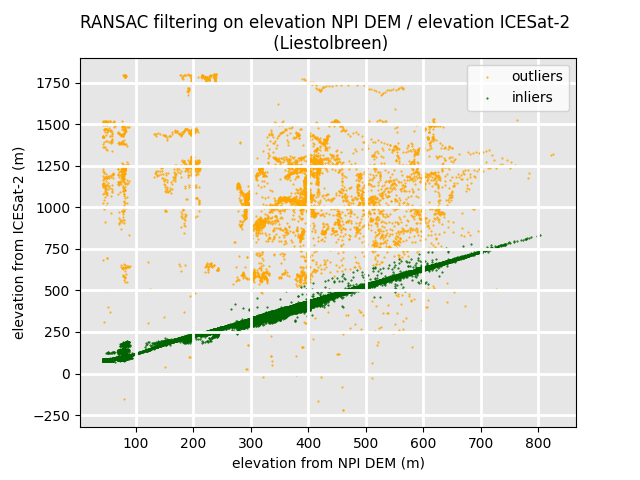 RANSAC filtering on elevation NPI DEM / elevation ICESat-2
(Liestolbreen)
outliers
inliers
1750
1500
1250
1000
750
500
250
0
−250
elevation from ICESat-2 (m)
100 200 300 400 500 600 700 800
elevation from NPI DEM (m)